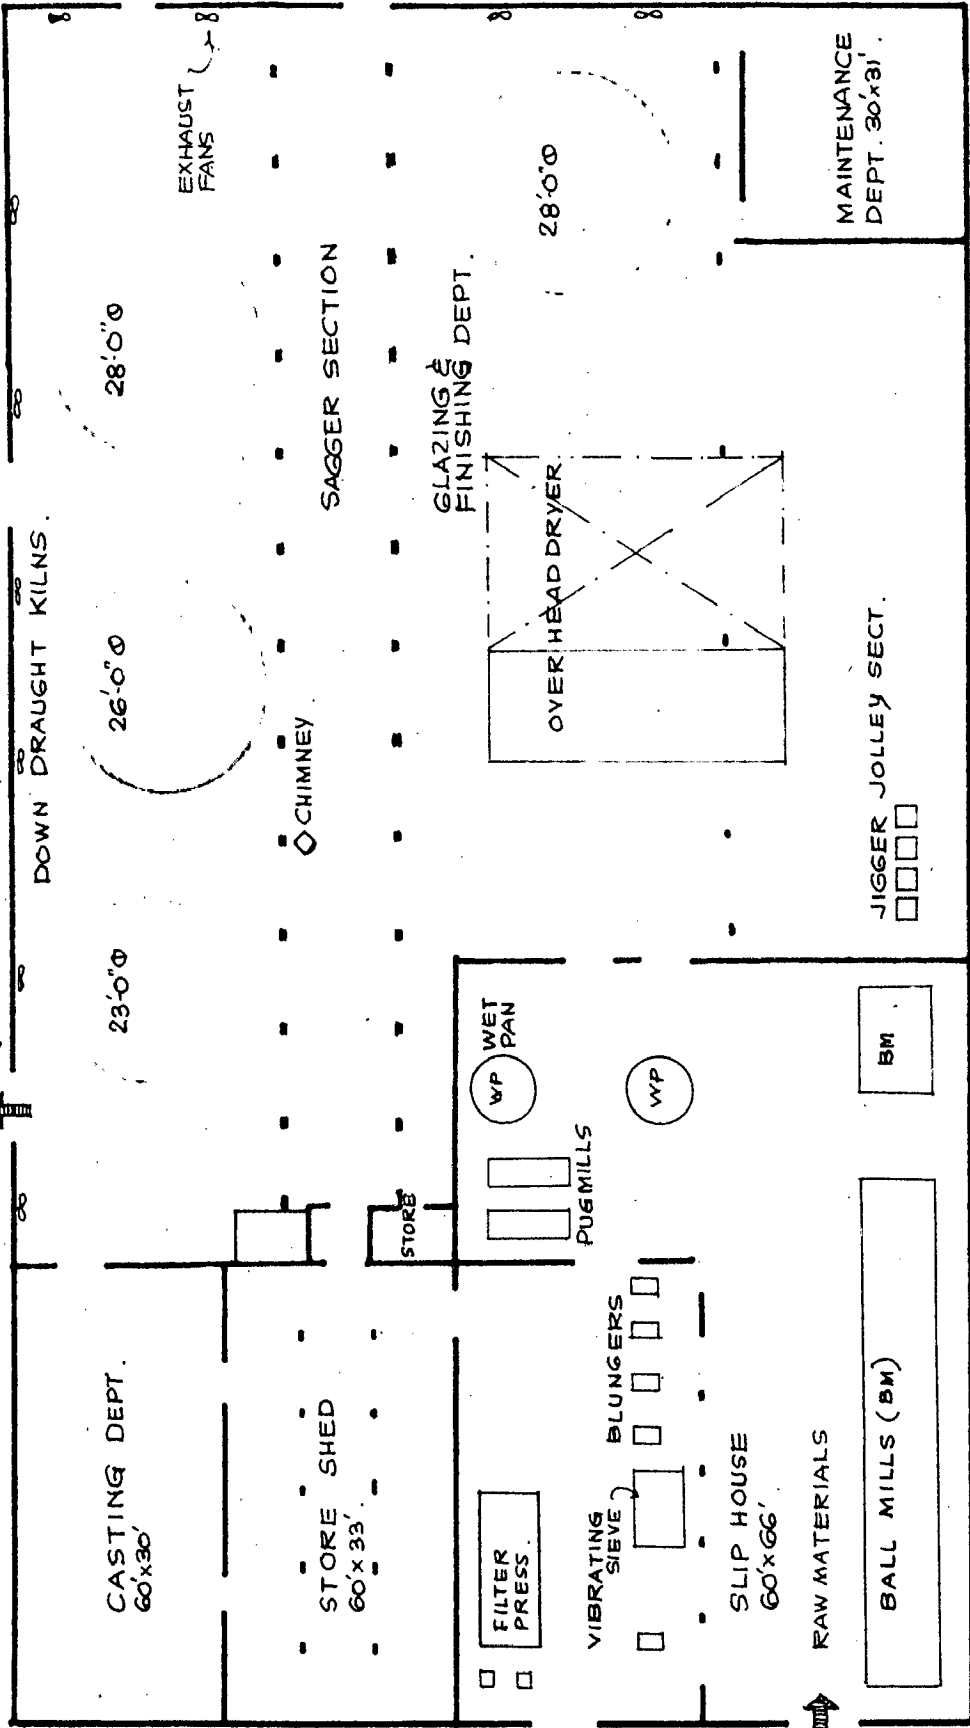 DOWN DRAUGHT KILNS.
23'-0"Φ
26'-0"Φ
28'-0"Φ
EXHAUST
FANS
CHIMNEY
SAGGER SECTION
GLAZING &
FINISHING DEPT.
28'-0"Φ
OVER HEAD DRYER
MAINTENANCE
DEPT. 30'x31'.
JIGGER JOLLEY SECT.
CASTING DEPT.
60'x30'
STORE SHED
60'x33'.
STORE
WET
PAN
WP
WP
PUGMILLS
BLUNGERS
FILTER
PRESS.
VIBRATING
SIEVE
SLIP HOUSE
60'x66'.
RAW MATERIALS
BALL MILLS (BM)
BM